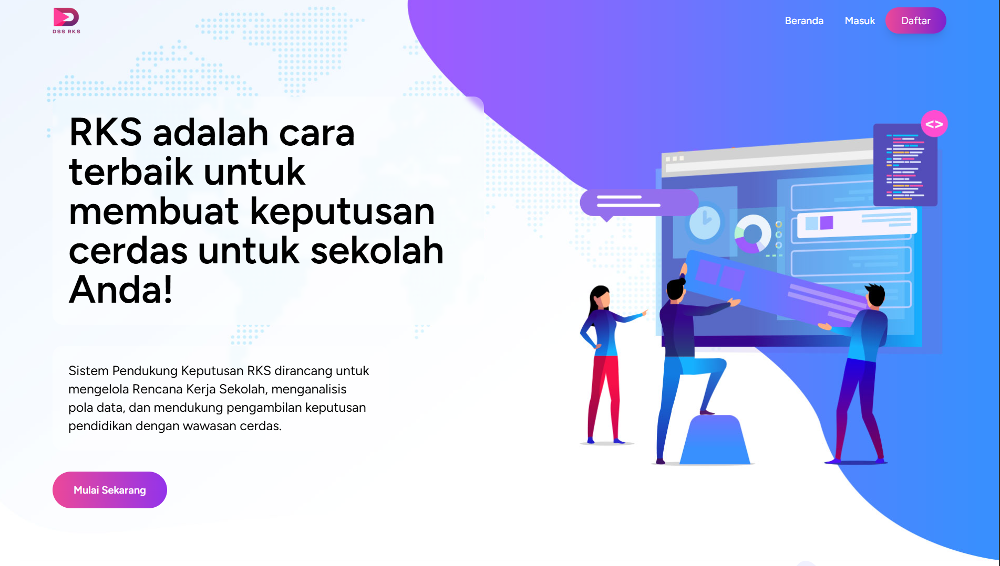 DSS RKS
Beranda
Masuk
Daftar
<>
RKS adalah cara
terbaik untuk
membuat keputusan
cerdas untuk sekolah
Anda!
Sistem Pendukung Keputusan RKS dirancang untuk
mengelola Rencana Kerja Sekolah, menganalisis
pola data, dan mendukung pengambilan keputusan
pendidikan dengan wawasan cerdas.
Mulai Sekarang